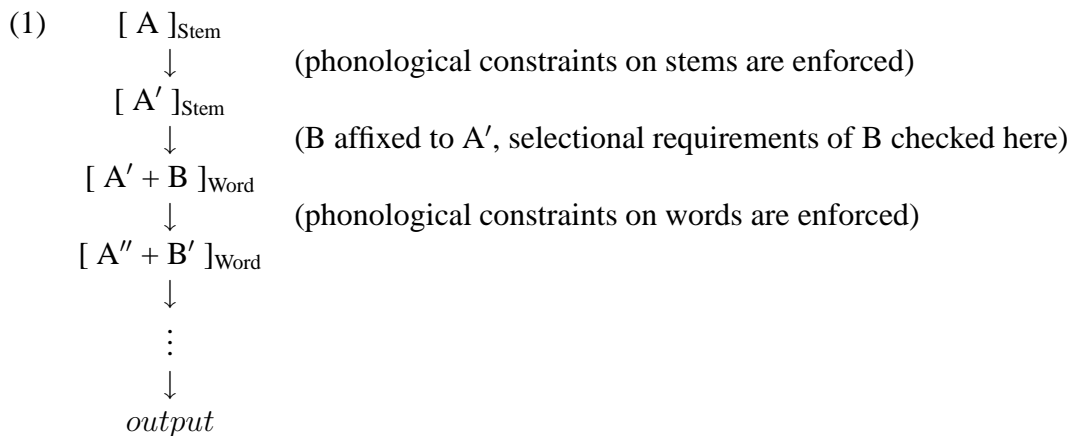 (1) [ A ]Stem
↓ (phonological constraints on stems are enforced)
[ A′ ]Stem
↓ (B affixed to A′, selectional requirements of B checked here)
[ A′ + B ]Word
↓ (phonological constraints on words are enforced)
[ A′′ + B′ ]Word
↓
⋮
↓
output